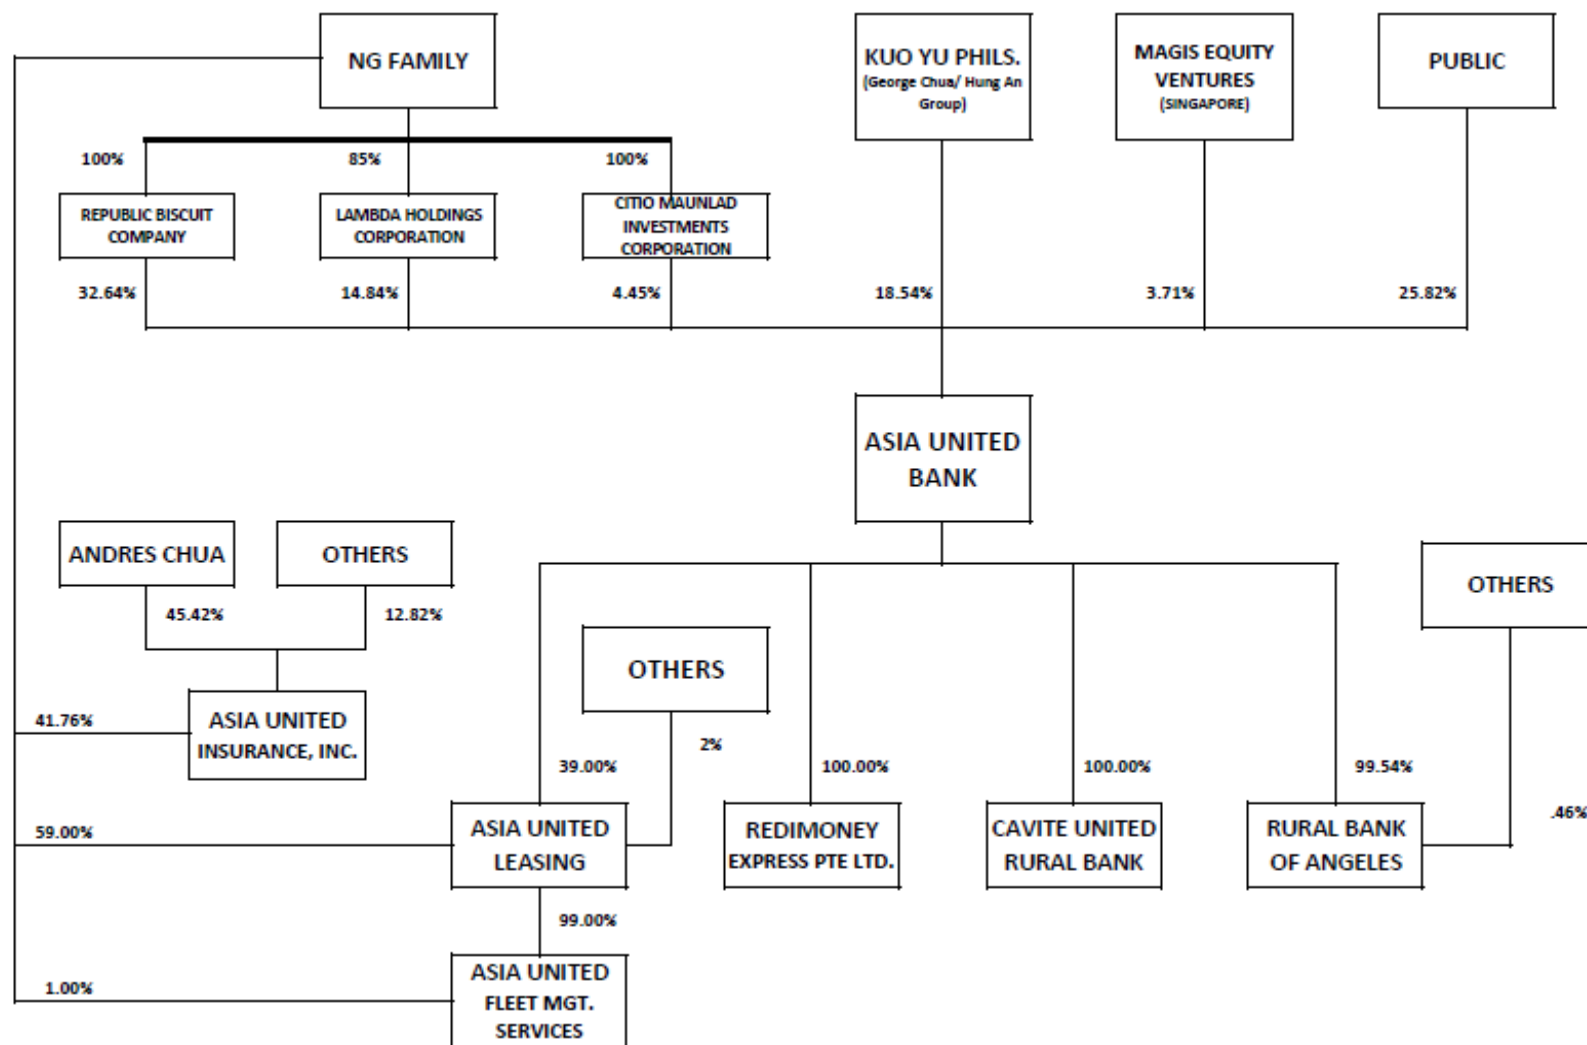 NG FAMILY
KUO YU PHILS.
(George Chua/ Hung An
Group)
MAGIS EQUITY
VENTURES
(SINGAPORE)
PUBLIC
100%
85%
100%
REPUBLIC BISCUIT
COMPANY
LAMBDA HOLDINGS
CORPORATION
CITIO MAUNLAD
INVESTMENTS
CORPORATION
32.64%
14.84%
4.45%
18.54%
3.71%
25.82%
ASIA UNITED
BANK
ANDRES CHUA
OTHERS
OTHERS
45.42%
12.82%
OTHERS
41.76%
ASIA UNITED
INSURANCE, INC.
2%
39.00%
100.00%
100.00%
99.54%
.46%
59.00%
ASIA UNITED
LEASING
REDIMONEY
EXPRESS PTE LTD.
CAVITE UNITED
RURAL BANK
RURAL BANK
OF ANGELES
99.00%
1.00%
ASIA UNITED
FLEET MGT.
SERVICES